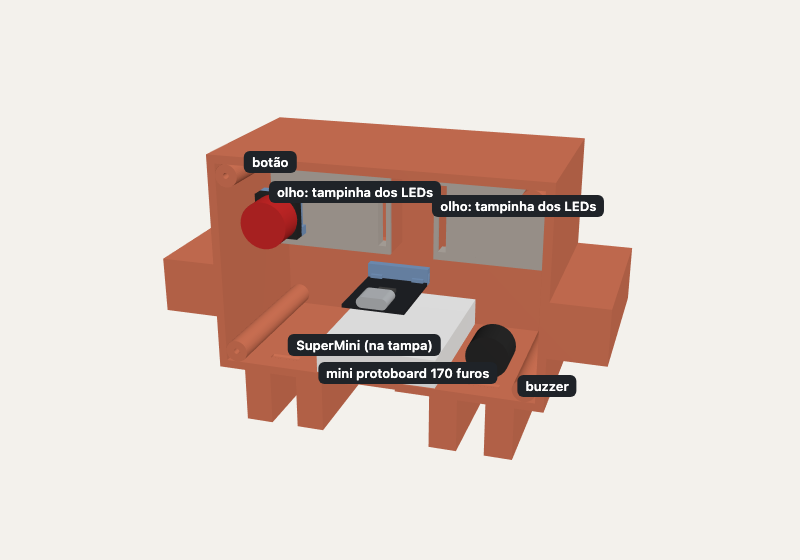 botão
olho: tampinha dos LEDs
olho: tampinha dos LEDs
SuperMini (na tampa)
mini protoboard 170 furos
buzzer